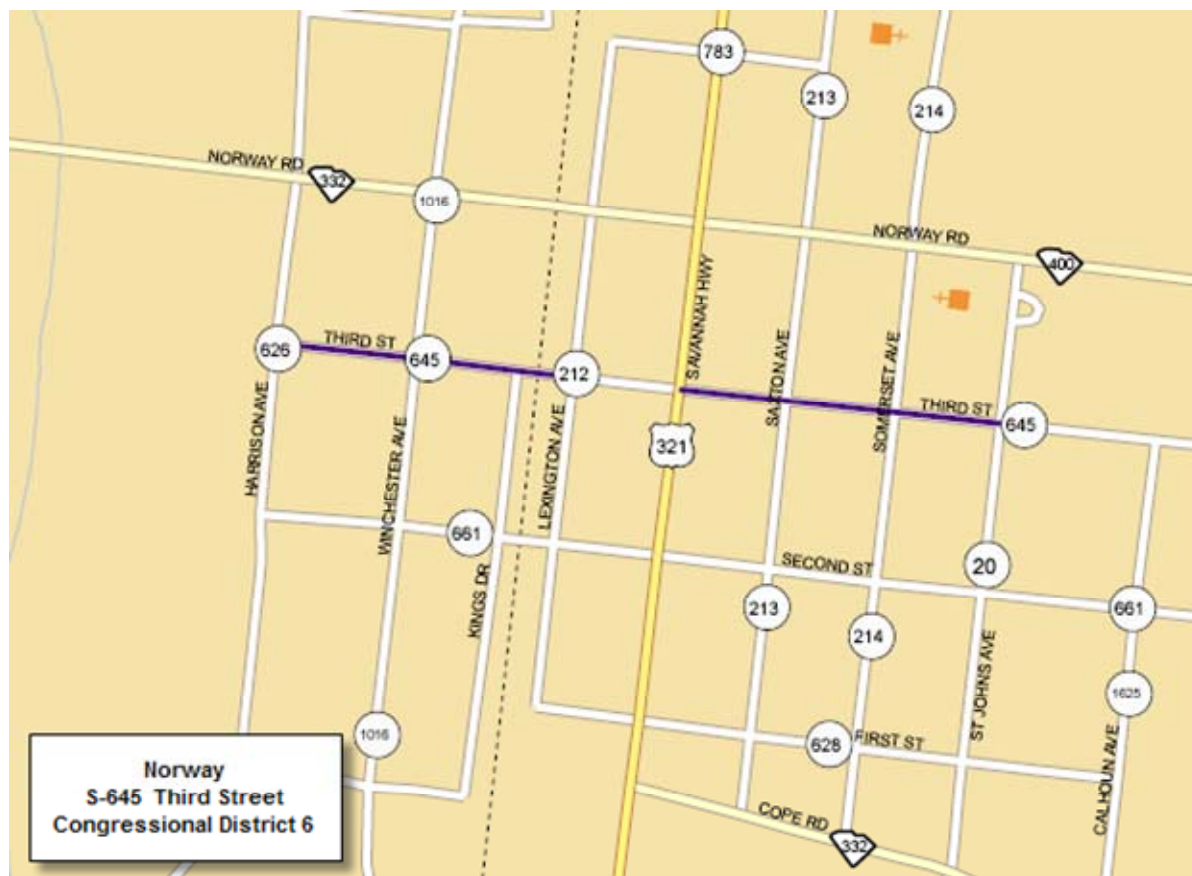 783
213
214
NORWAY RD
332
1016
NORWAY RD
400
SAVANNAH HWY
THIRD ST
626
645
212
SAXTON AVE
SOMERSET AVE
THIRD ST
645
HARRISON AVE
WINCHESTER AVE
LEXINGTON AVE
321
661
KINGS DR
SECOND ST
20
213
214
661
ST JOHNS AVE
1625
1016
628
FIRST ST
CALHOUN AVE
COPE RD
332
Norway
S-645 Third Street
Congressional District 6